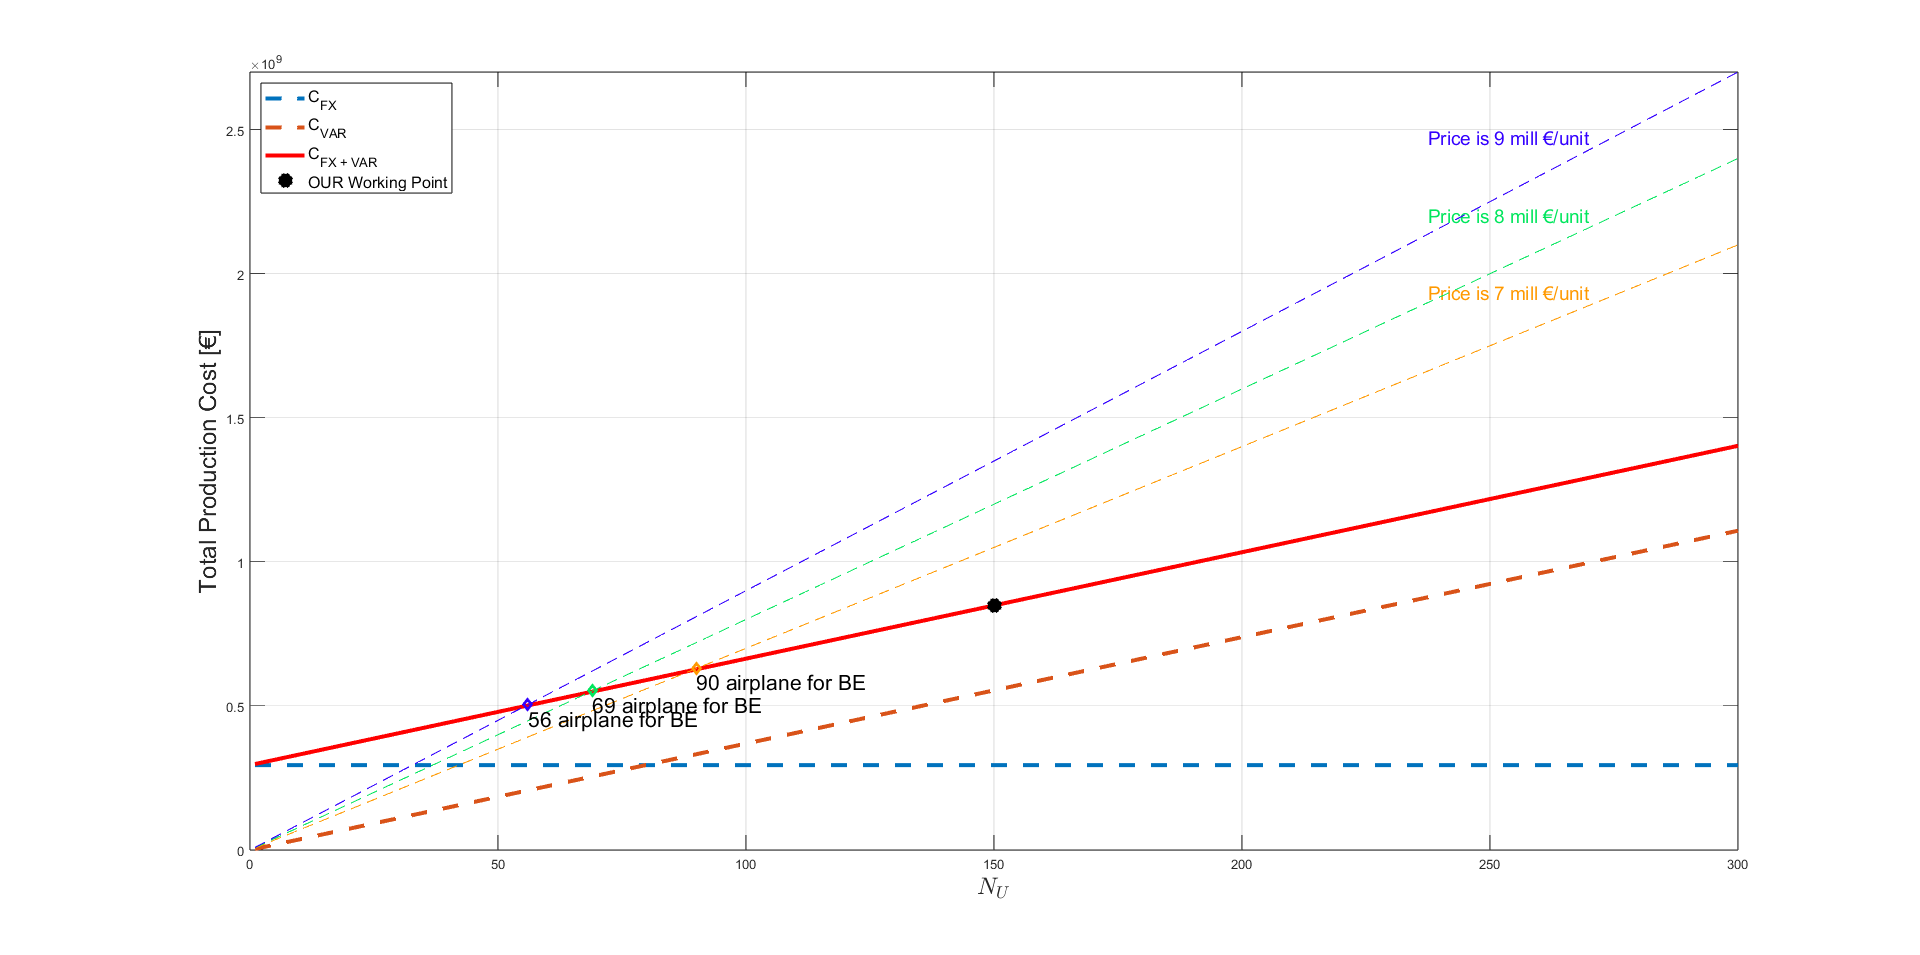 ×10^9
C_FX
C_VAR
C_FX + VAR
OUR Working Point
Price is 9 mill €/unit
Price is 8 mill €/unit
Price is 7 mill €/unit
90 airplane for BE
69 airplane for BE
56 airplane for BE
Total Production Cost [€]
2.5
2
1.5
1
0.5
0
0 50 100 150 200 250 300
N_U